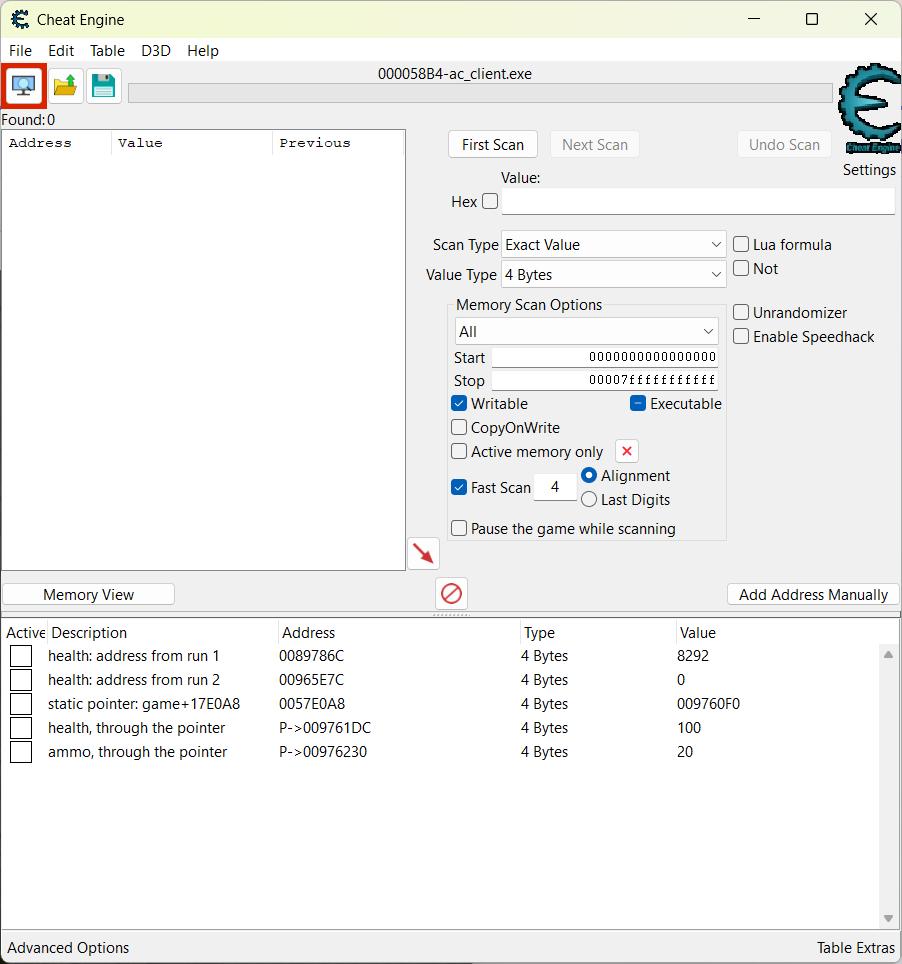 Cheat Engine
File Edit Table D3D Help
000058B4-ac_client.exe
Found:0
Address Value Previous
First Scan Next Scan Undo Scan
Cheat Engine
Settings
Value:
Hex
Scan Type Exact Value Lua formula
Value Type 4 Bytes Not
Memory Scan Options
All
Unrandomizer
Enable Speedhack
Start 0000000000000000
Stop 00007fffffffffff
Writable Executable
CopyOnWrite
Active memory only
Fast Scan 4 Alignment
Last Digits
Pause the game while scanning
Memory View Add Address Manually
Active Description Address Type Value
health: address from run 1 0089786C 4 Bytes 8292
health: address from run 2 00965E7C 4 Bytes 0
static pointer: game+17E0A8 0057E0A8 4 Bytes 009760F0
health, through the pointer P->009761DC 4 Bytes 100
ammo, through the pointer P->00976230 4 Bytes 20
Advanced Options Table Extras